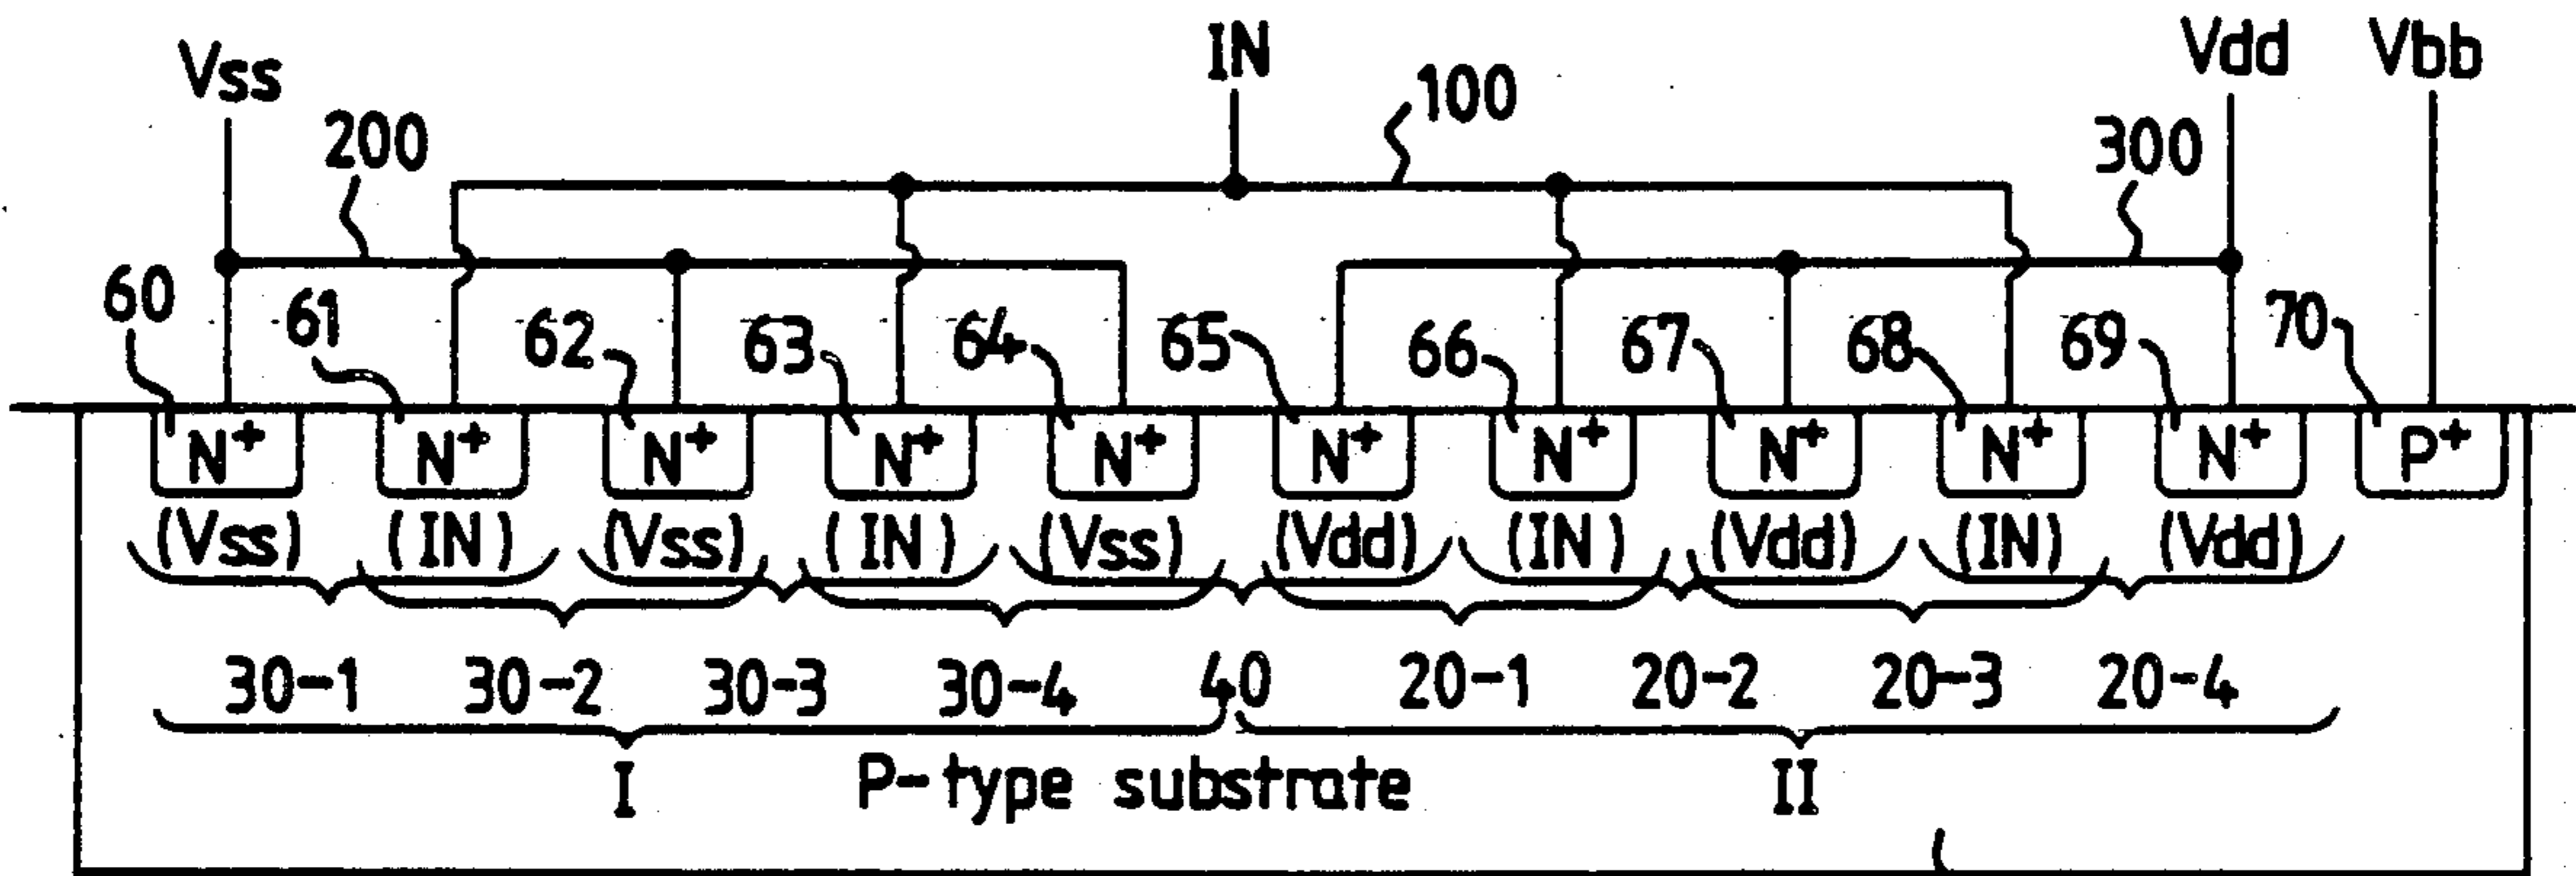 Vss IN Vdd Vbb
200 100 300
60 61 62 63 64 65 66 67 68 69 70
N+ N+ N+ N+ N+ N+ N+ N+ N+ N+ P+
(Vss) (IN) (Vss) (IN) (Vss) (Vdd) (IN) (Vdd) (IN) (Vdd)
30-1 30-2 30-3 30-4 40 20-1 20-2 20-3 20-4
I P-type substrate II